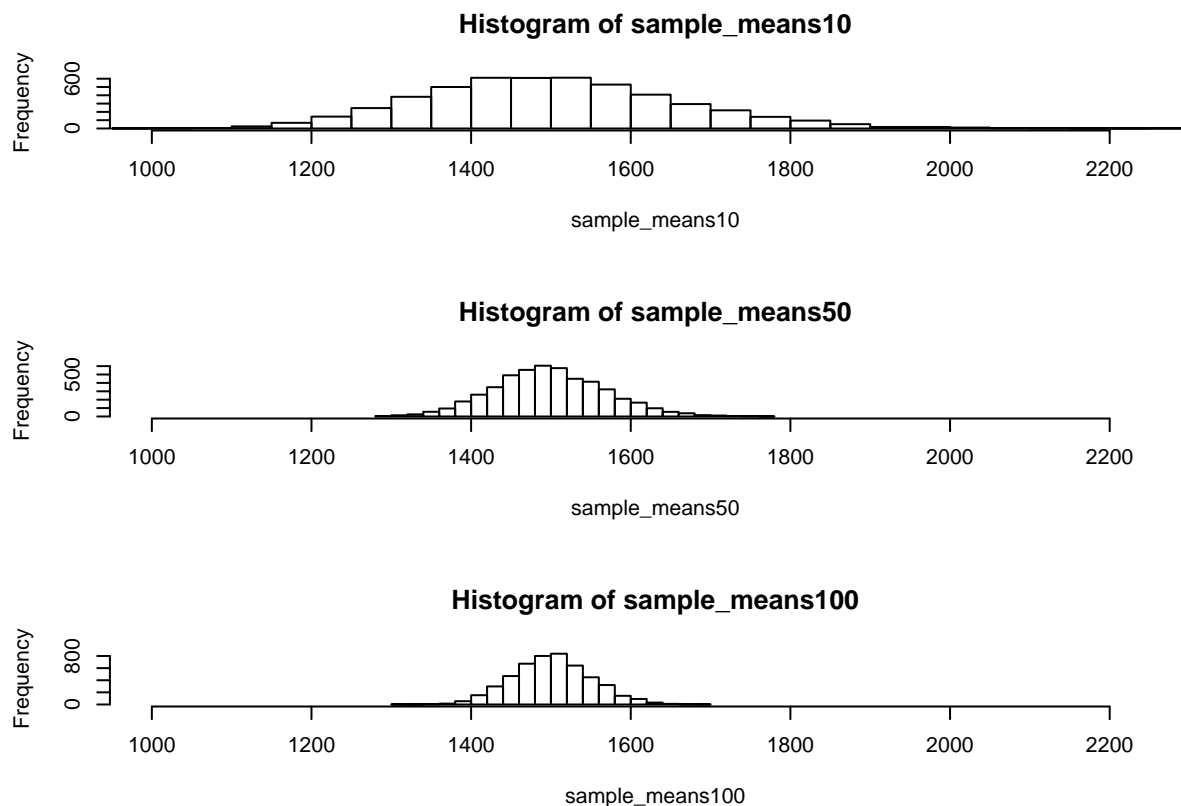 Histogram of sample_means10
Frequency
0 600
1000 1200 1400 1600 1800 2000 2200
sample_means10
Histogram of sample_means50
Frequency
0 500
1000 1200 1400 1600 1800 2000 2200
sample_means50
Histogram of sample_means100
Frequency
0 800
1000 1200 1400 1600 1800 2000 2200
sample_means100